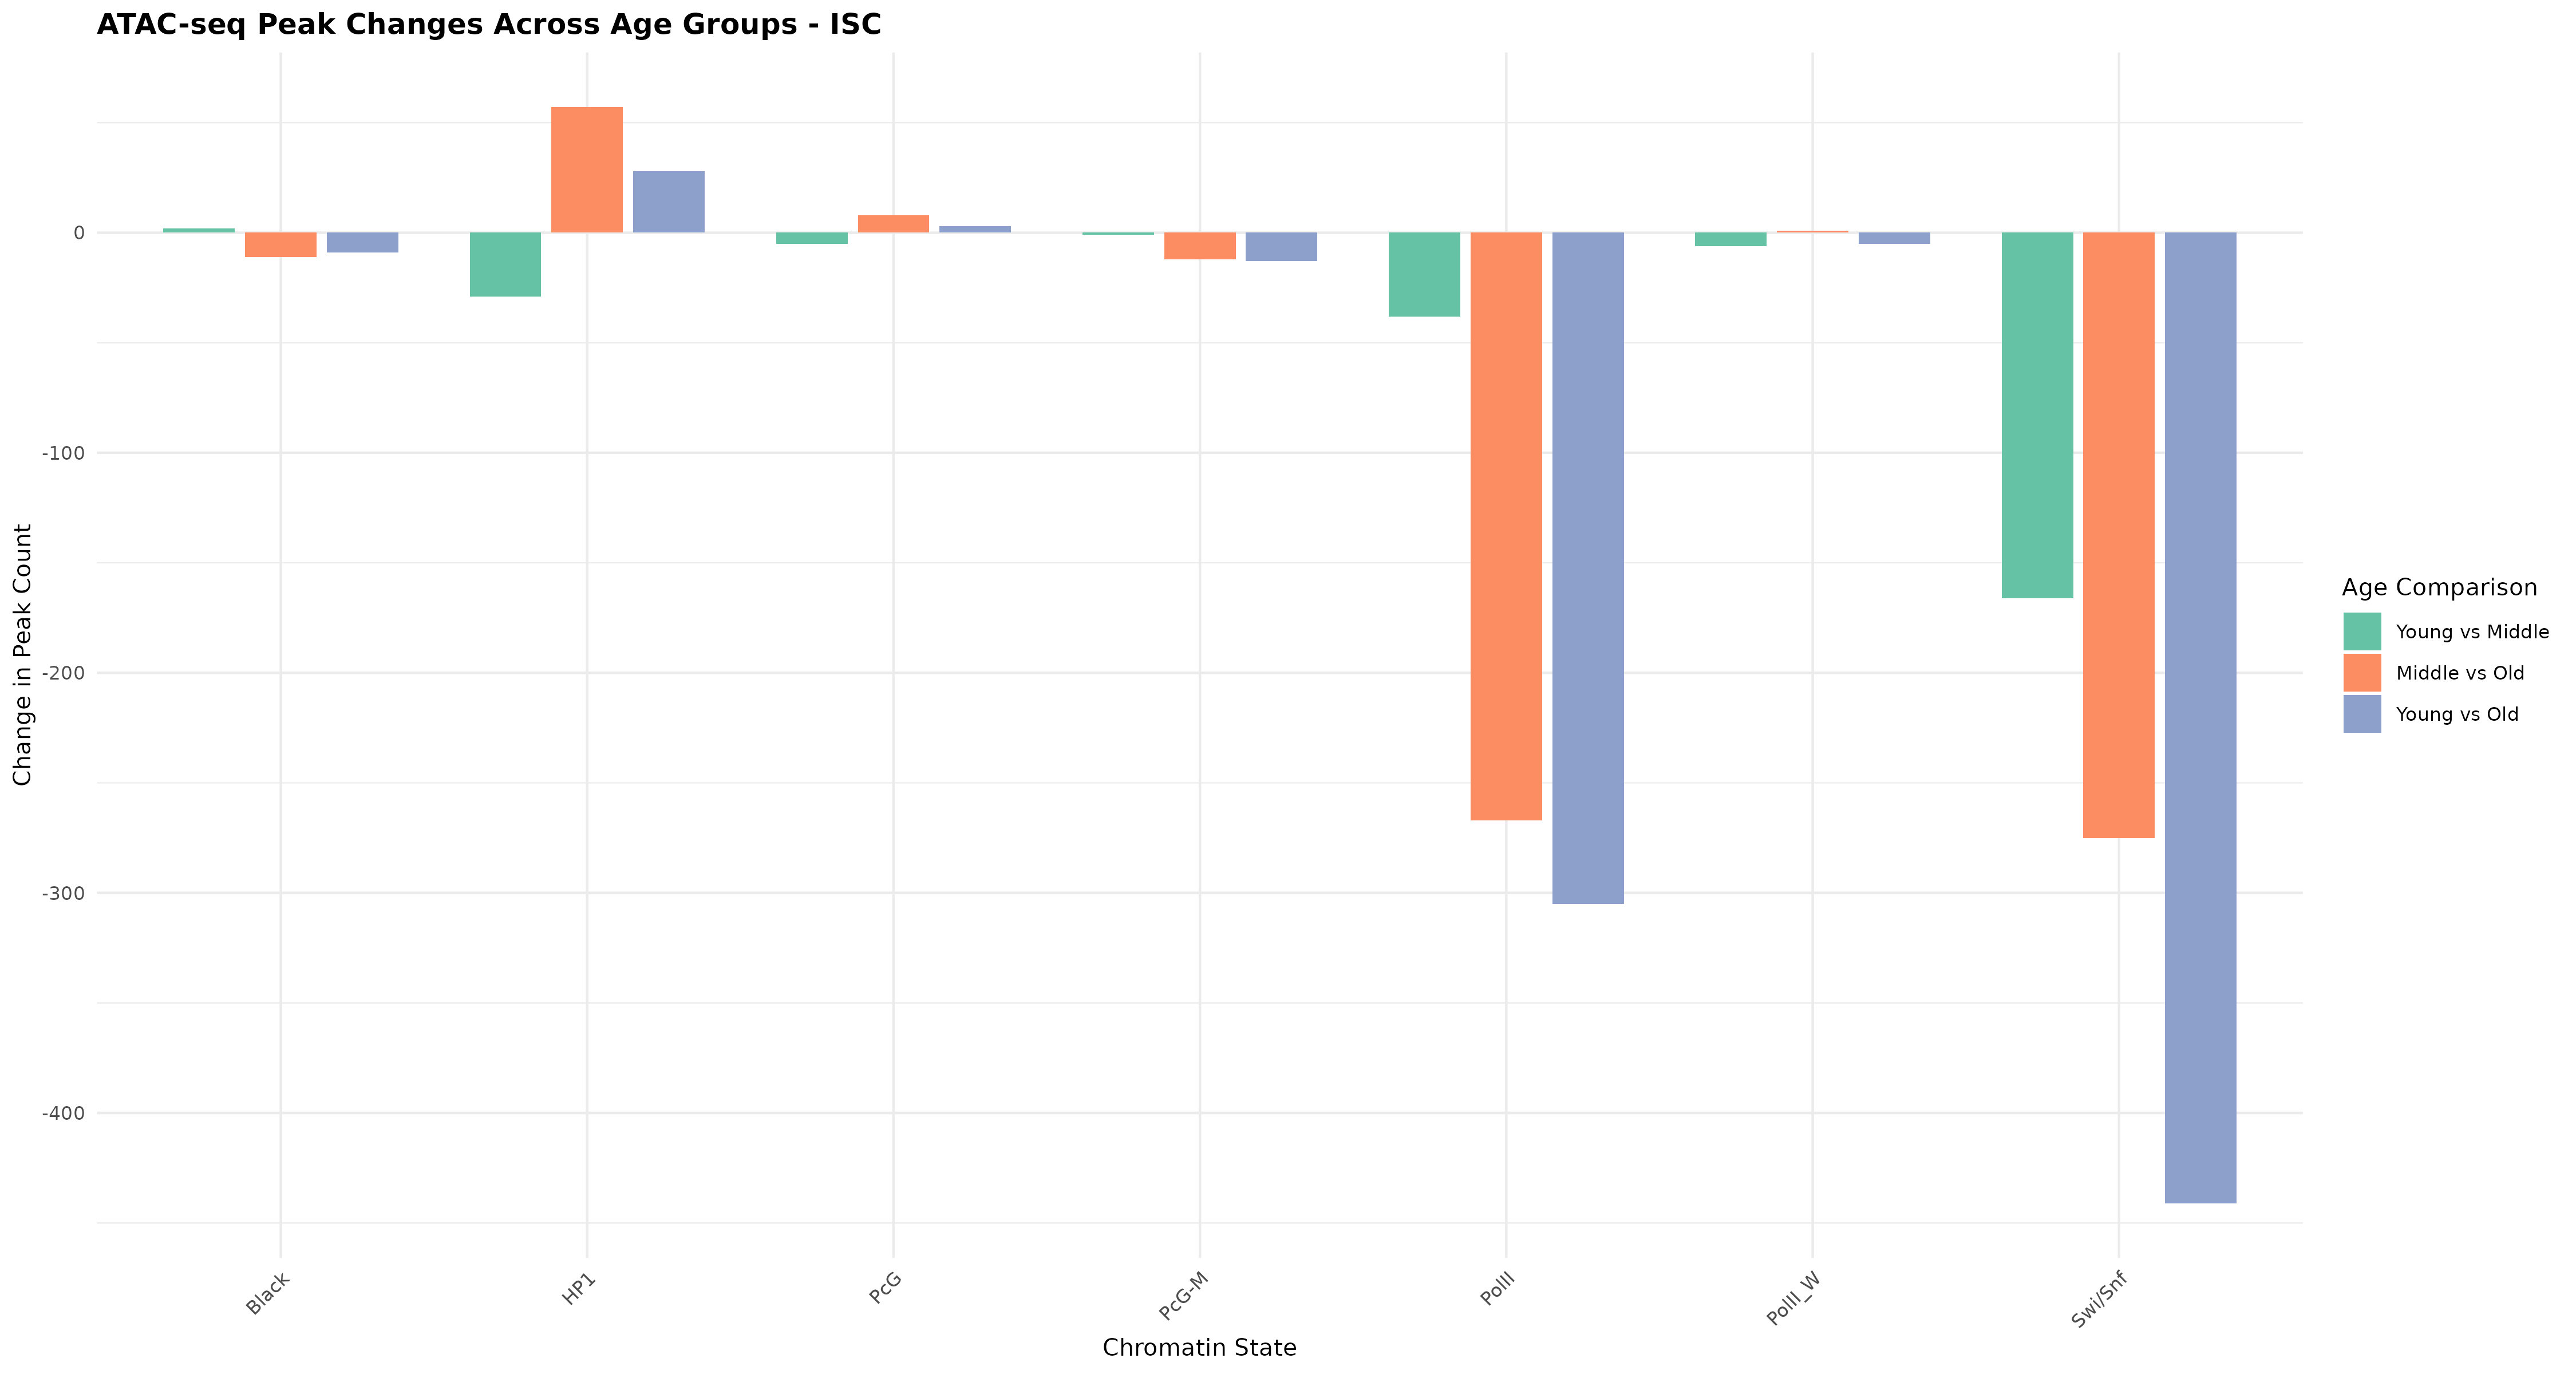 ATAC-seq Peak Changes Across Age Groups - ISC
Change in Peak Count
0
-100
-200
-300
-400
Black
HP1
PcG
PcG-M
PolII
PolII_W
Swi/Snf
Chromatin State
Age Comparison
Young vs Middle
Middle vs Old
Young vs Old